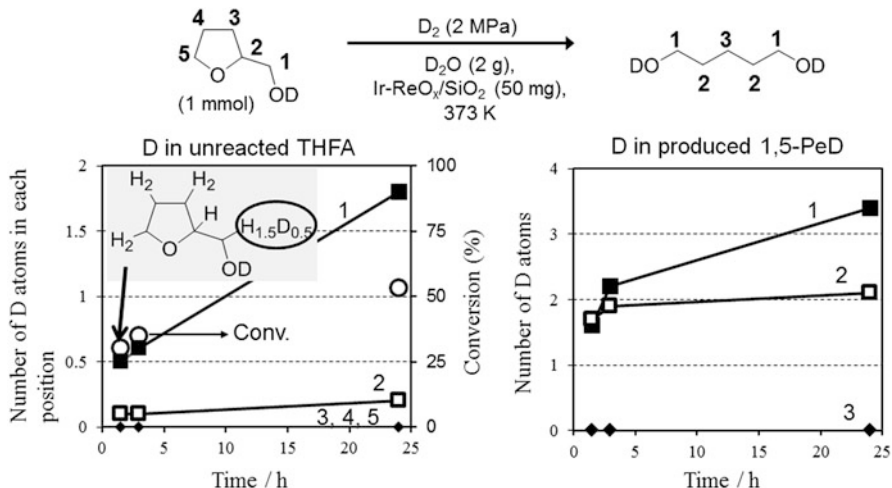 4 3
5 2 1
O
OD
(1 mmol)
D₂ (2 MPa)
D₂O (2 g),
Ir-ReOₓ/SiO₂ (50 mg),
373 K
1 3 1
OD OD
2 2
D in unreacted THFA
Number of D atoms in each position
2
1.5
1
0.5
0
0 5 10 15 20 25
Time / h
100
75
50
25
0
Conversion (%)
H₂ H₂
H
H₂ O H₁.₅D₀.₅
OD
1
Conv.
2
3, 4, 5
D in produced 1,5-PeD
Number of D atoms
4
3
2
1
0
0 5 10 15 20 25
Time / h
1
2
3